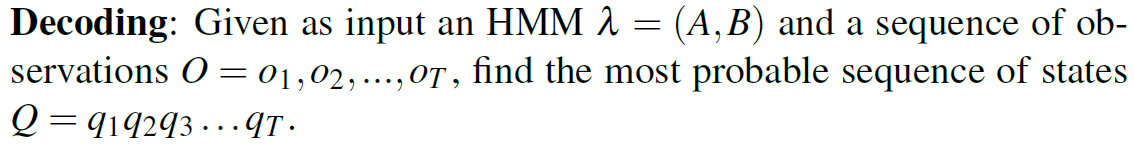 Decoding: Given as input an HMM λ = (A,B) and a sequence of ob-
servations O = o1,o2,...,oT, find the most probable sequence of states
Q = q1q2q3...qT.